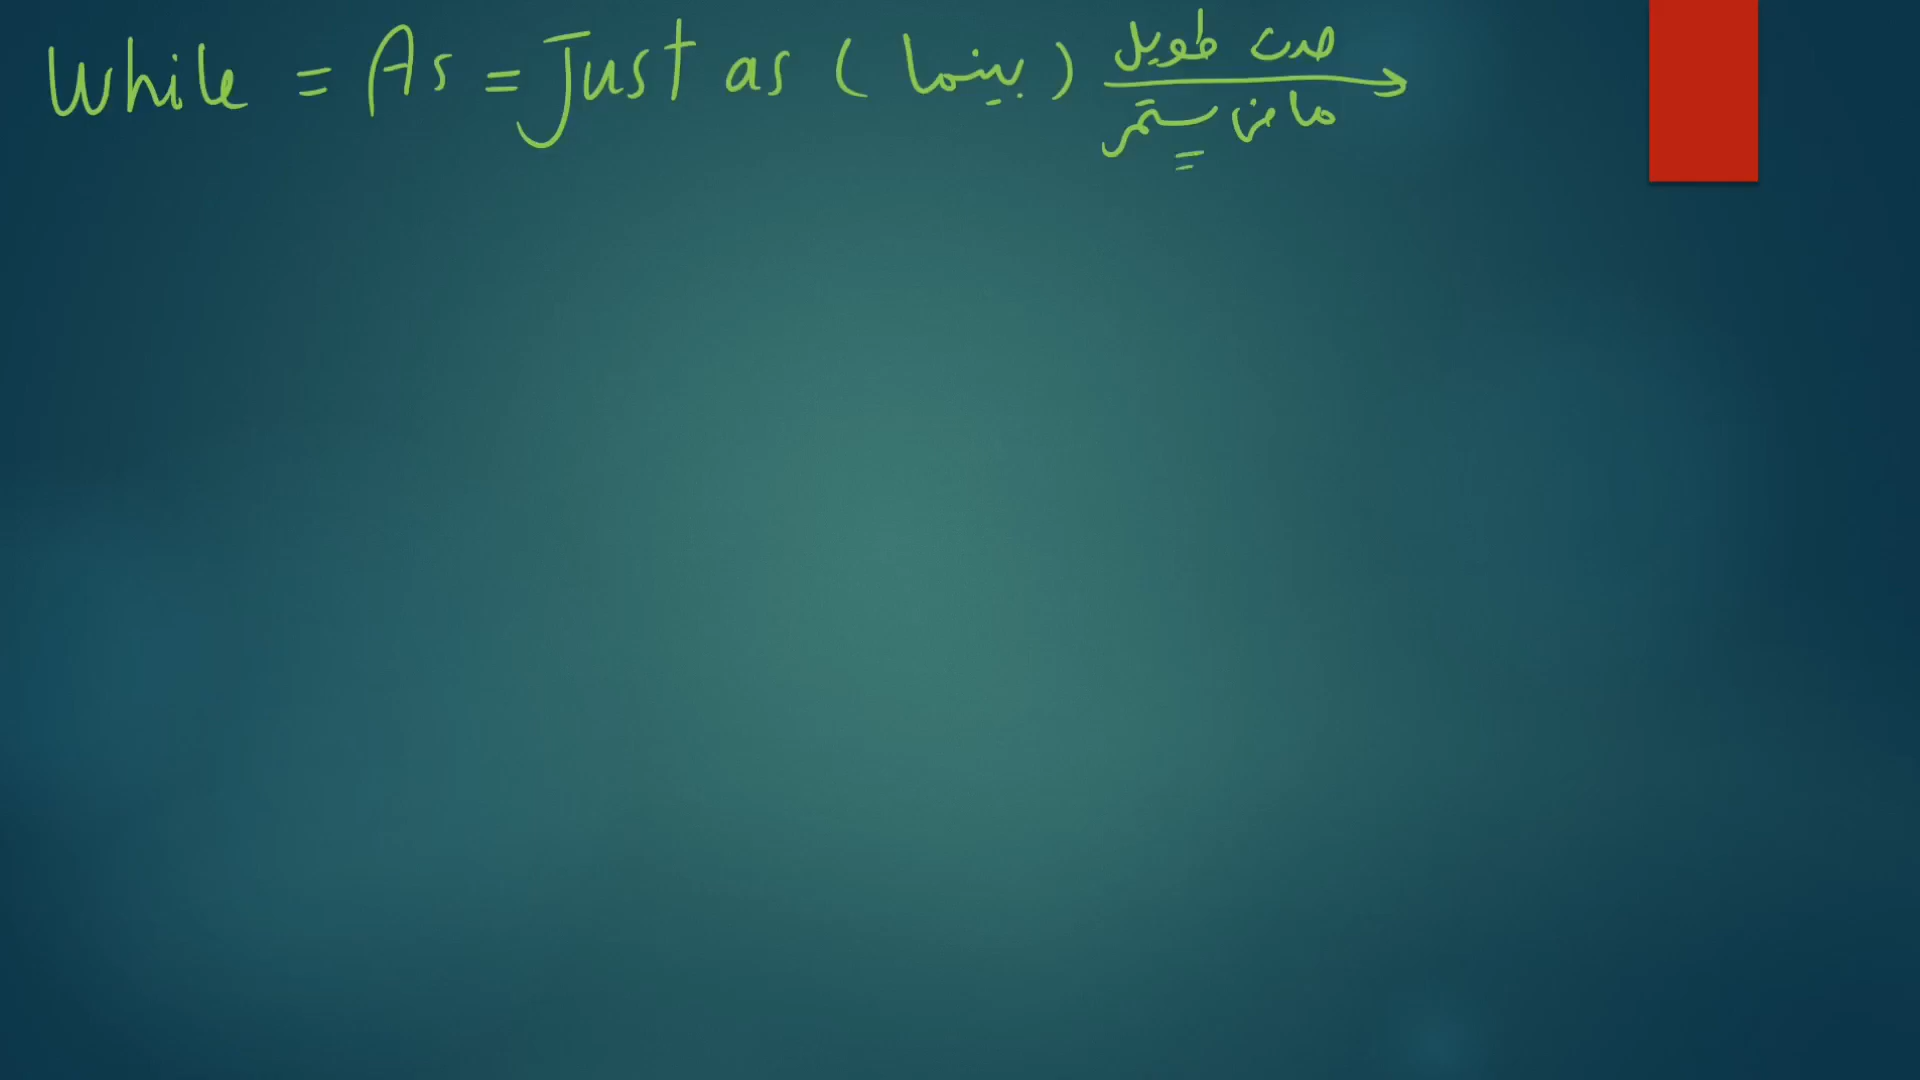 While = As = Just as ( بينما )
حدث طويل
ماضي مستمر